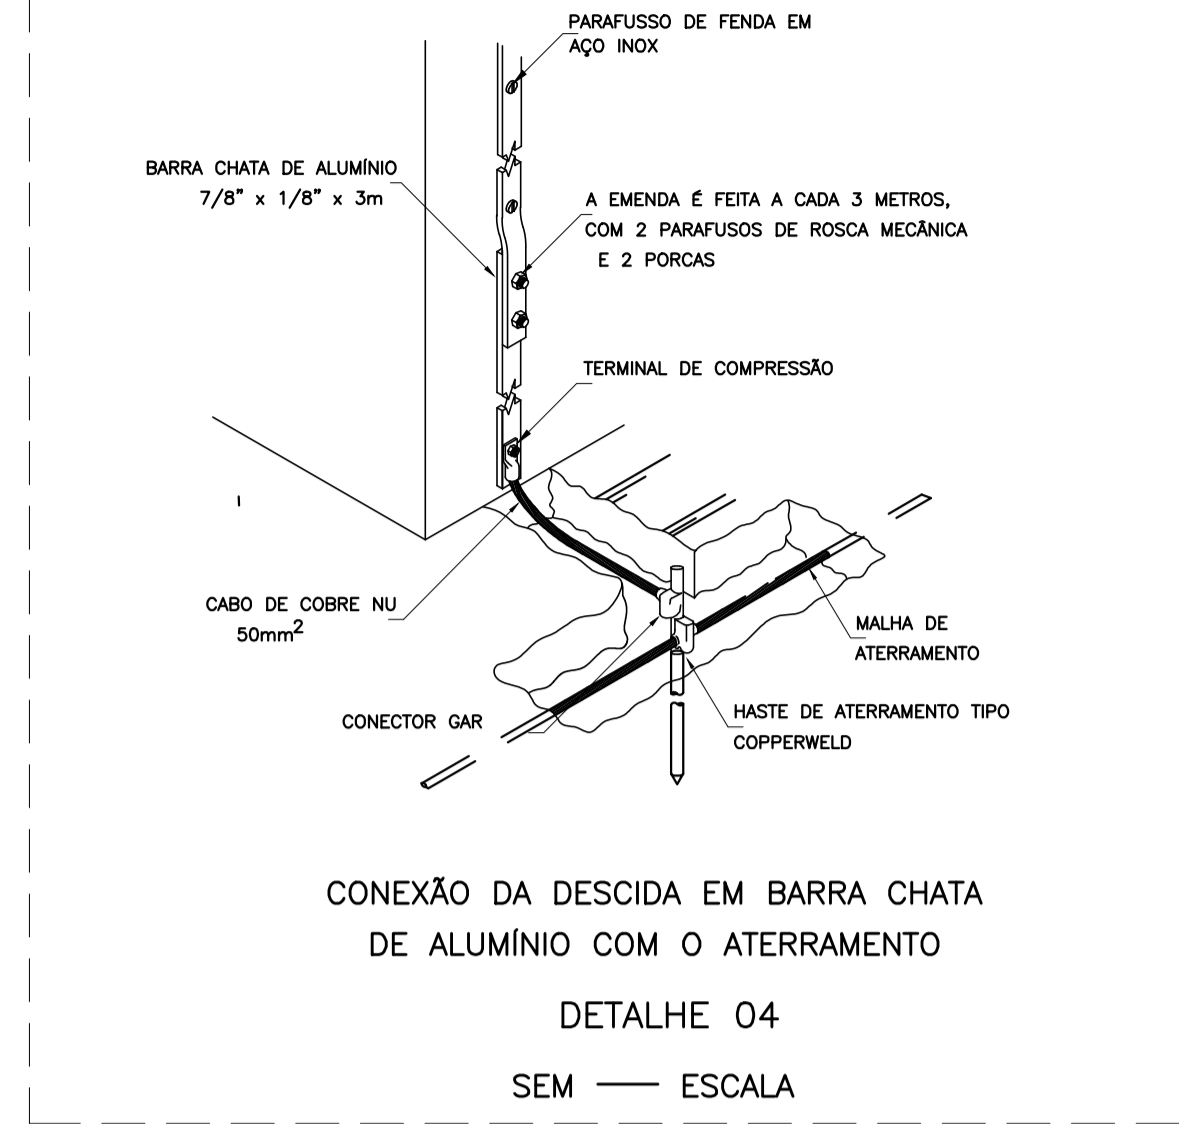 PARAFUSSO DE FENDA EM
AÇO INOX
BARRA CHATA DE ALUMÍNIO
7/8" x 1/8" x 3m
A EMENDA É FEITA A CADA 3 METROS,
COM 2 PARAFUSOS DE ROSCA MECÂNICA
E 2 PORCAS
TERMINAL DE COMPRESSÃO
CABO DE COBRE NU
50mm²
MALHA DE
ATERRAMENTO
CONECTOR GAR
HASTE DE ATERRAMENTO TIPO
COPPERWELD
CONEXÃO DA DESCIDA EM BARRA CHATA
DE ALUMÍNIO COM O ATERRAMENTO
DETALHE 04
SEM — ESCALA